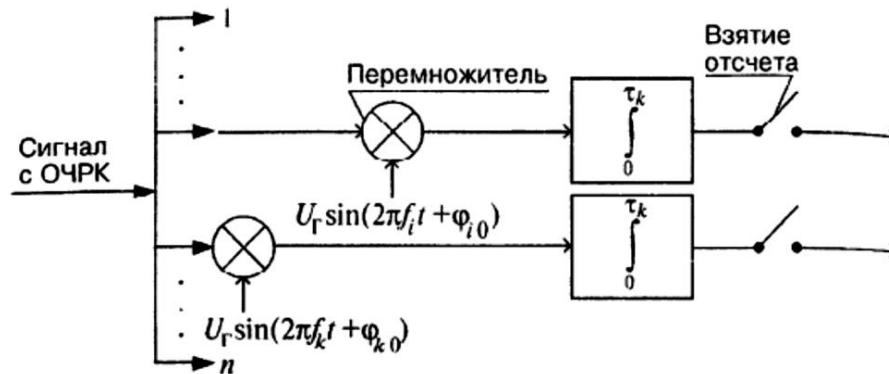 1
Взятие
отсчета
Перемножитель
τk
∫
0
Сигнал
с ОЧРК
Uг sin(2πfit + φi0)
τk
∫
0
Uг sin(2πfkt + φk0)
n